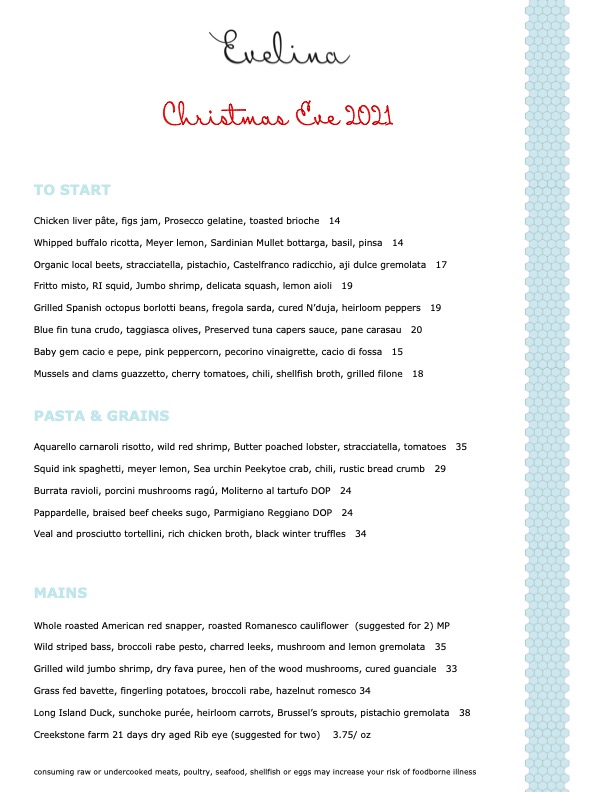 Evelina
Christmas Eve 2021
TO START
Chicken liver pâte, figs jam, Prosecco gelatine, toasted brioche 14
Whipped buffalo ricotta, Meyer lemon, Sardinian Mullet bottarga, basil, pinsa 14
Organic local beets, stracciatella, pistachio, Castelfranco radicchio, aji dulce gremolata 17
Fritto misto, RI squid, Jumbo shrimp, delicata squash, lemon aioli 19
Grilled Spanish octopus borlotti beans, fregola sarda, cured N’duja, heirloom peppers 19
Blue fin tuna crudo, taggiasca olives, Preserved tuna capers sauce, pane carasau 20
Baby gem cacio e pepe, pink peppercorn, pecorino vinaigrette, cacio di fossa 15
Mussels and clams guazzetto, cherry tomatoes, chili, shellfish broth, grilled filone 18
PASTA & GRAINS
Aquarello carnaroli risotto, wild red shrimp, Butter poached lobster, stracciatella, tomatoes 35
Squid ink spaghetti, meyer lemon, Sea urchin Peekytoe crab, chili, rustic bread crumb 29
Burrata ravioli, porcini mushrooms ragú, Moliterno al tartufo DOP 24
Pappardelle, braised beef cheeks sugo, Parmigiano Reggiano DOP 24
Veal and prosciutto tortellini, rich chicken broth, black winter truffles 34
MAINS
Whole roasted American red snapper, roasted Romanesco cauliflower (suggested for 2) MP
Wild striped bass, broccoli rabe pesto, charred leeks, mushroom and lemon gremolata 35
Grilled wild jumbo shrimp, dry fava puree, hen of the wood mushrooms, cured guanciale 33
Grass fed bavette, fingerling potatoes, broccoli rabe, hazelnut romesco 34
Long Island Duck, sunchoke purée, heirloom carrots, Brussel’s sprouts, pistachio gremolata 38
Creekstone farm 21 days dry aged Rib eye (suggested for two) 3.75/ oz
consuming raw or undercooked meats, poultry, seafood, shellfish or eggs may increase your risk of foodborne illness